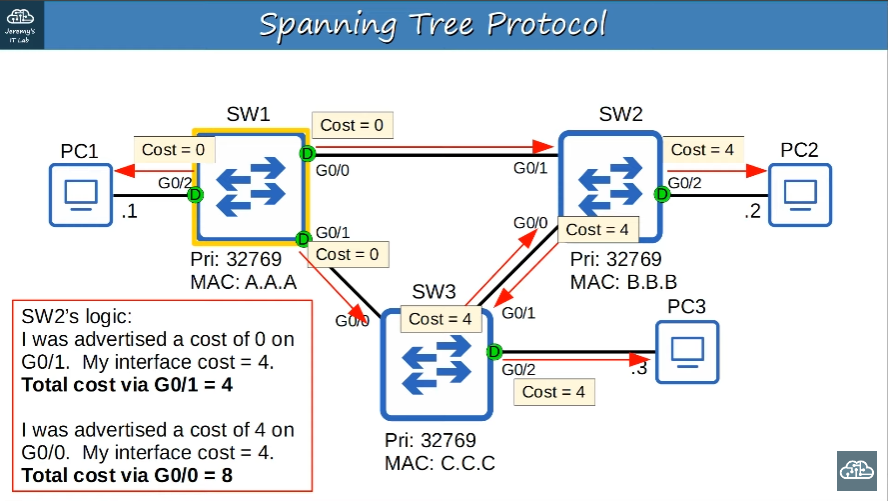 Jeremy's
IT Lab
Spanning Tree Protocol
SW1
SW2
Cost = 0
PC1
Cost = 0
Cost = 4
PC2
G0/0
G0/1
G0/2
G0/2
.1
.2
G0/1
G0/0
Cost = 4
Cost = 0
Pri: 32769
MAC: A.A.A
Pri: 32769
MAC: B.B.B
SW3
PC3
G0/0
Cost = 4
G0/1
G0/2
.3
Cost = 4
Pri: 32769
MAC: C.C.C
D
D
D
D
D
SW2's logic:
I was advertised a cost of 0 on
G0/1. My interface cost = 4.
Total cost via G0/1 = 4
I was advertised a cost of 4 on
G0/0. My interface cost = 4.
Total cost via G0/0 = 8